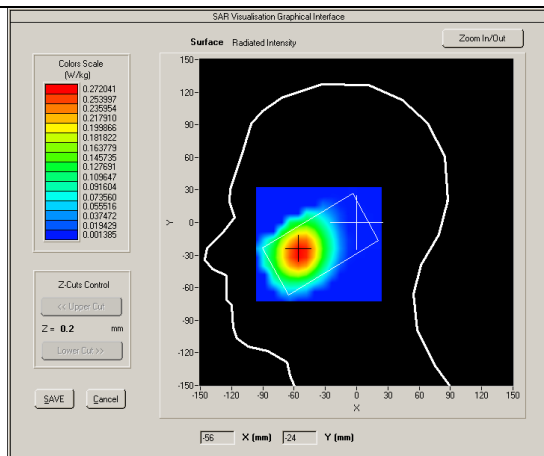 SAR Visualisation Graphical Interface
Surface Radiated Intensity
Zoom In/Out
Colors Scale
(W/kg)
0.272041
0.253997
0.235954
0.217910
0.199866
0.181822
0.163779
0.145735
0.127691
0.109647
0.091604
0.073560
0.055516
0.037472
0.019429
0.001385
Z-Cuts Control
<< Upper Cut
Z = 0.2 mm
Lower Cut >>
SAVE Cancel
150
120
90
60
30
0
-30
-60
-90
-120
-150
Y
-150 -120 -90 -60 -30 0 30 60 90 120 150
X
-56 X (mm) -24 Y (mm)